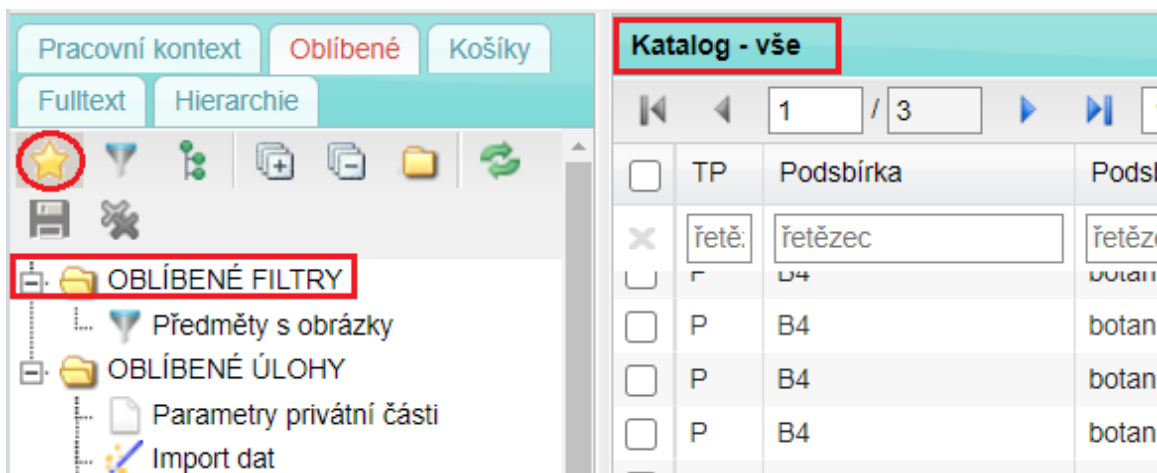 Pracovní kontext Oblíbené Košíky
Fulltext Hierarchie
OBLÍBENÉ FILTRY
Předměty s obrázky
OBLÍBENÉ ÚLOHY
Parametry privátní části
Import dat
Katalog - vše
1 / 3
TP Podsbírka
řetězec
P B4
P B4
P B4
P B4